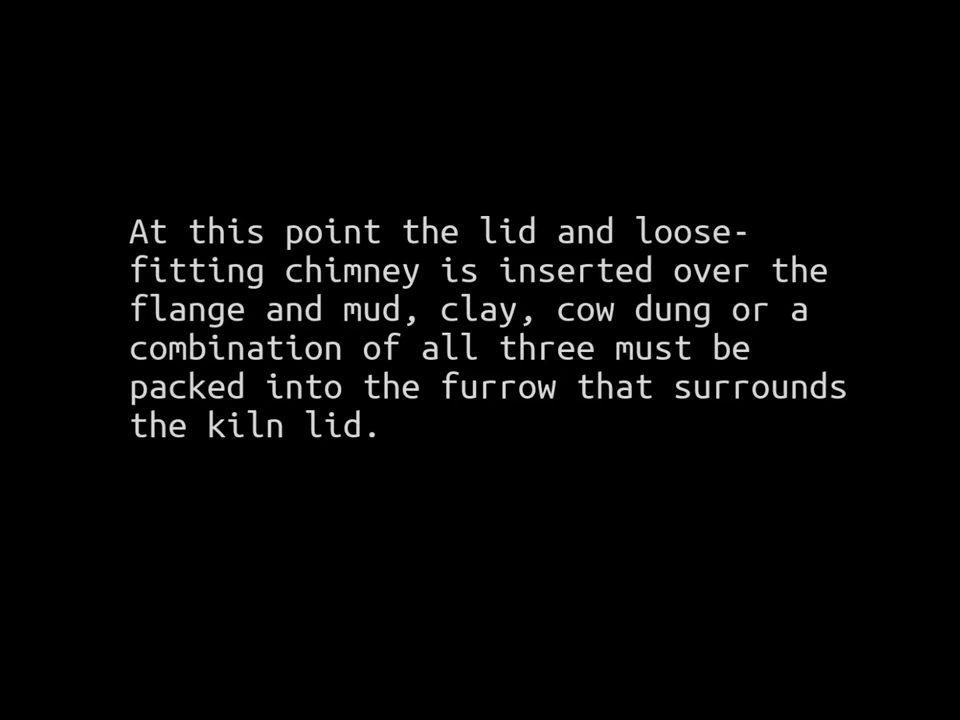 At this point the lid and loose-
fitting chimney is inserted over the
flange and mud, clay, cow dung or a
combination of all three must be
packed into the furrow that surrounds
the kiln lid.